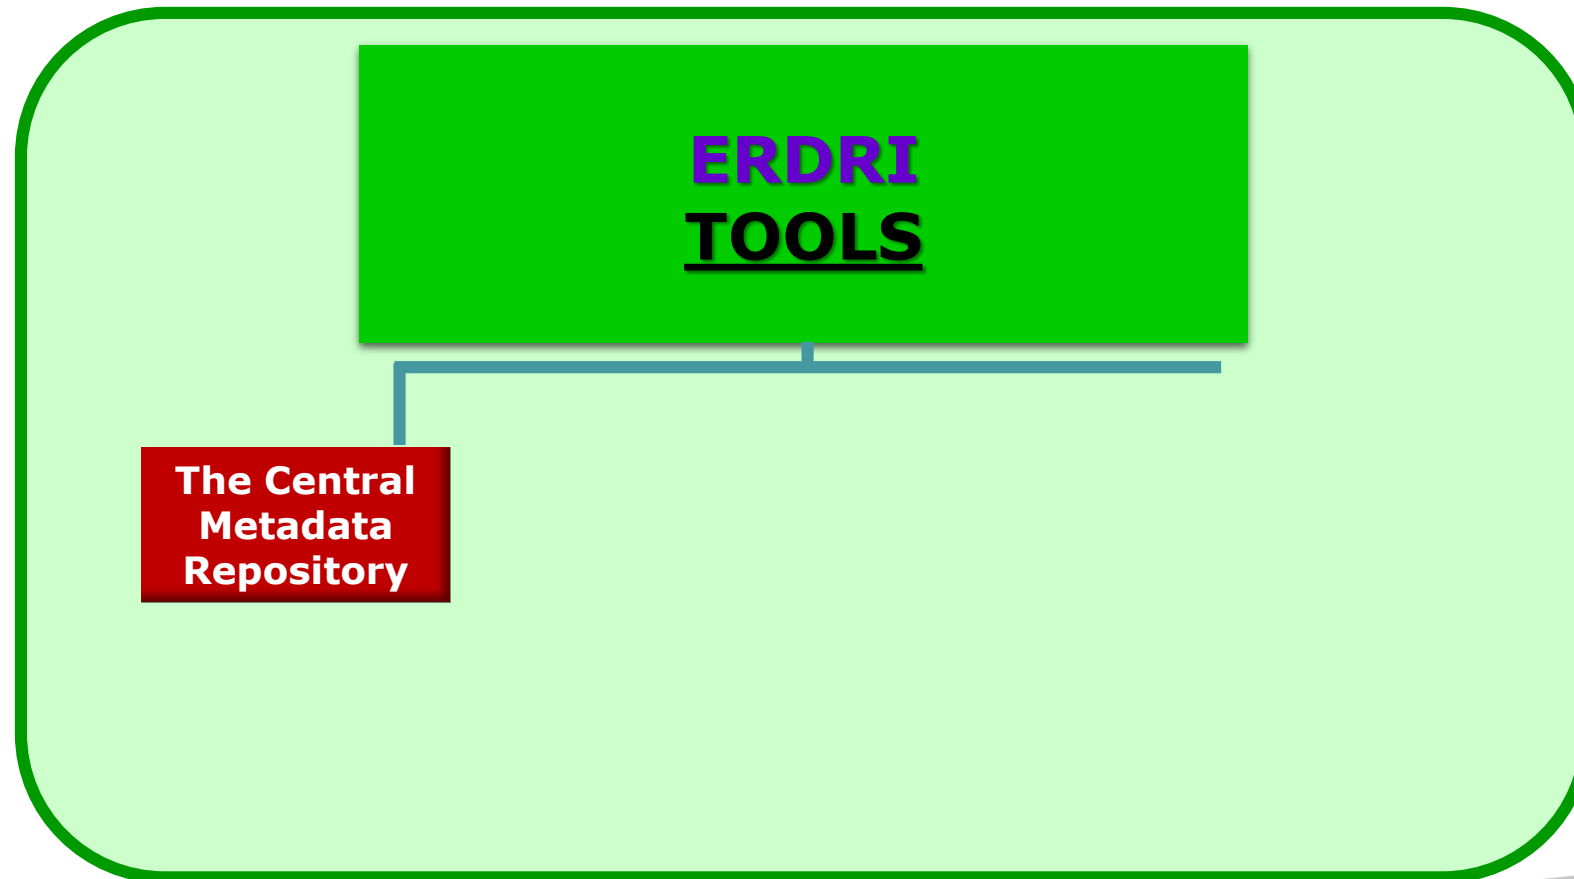 ERDRI
TOOLS
The Central
Metadata
Repository